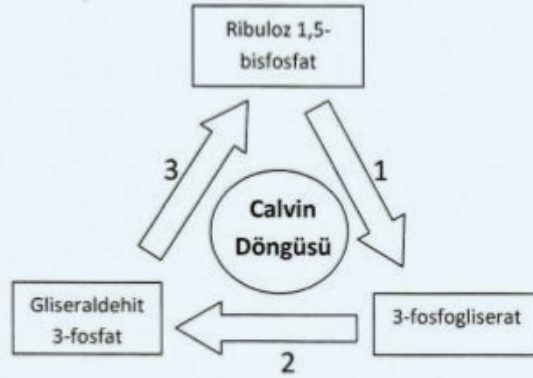 Ribuloz 1,5-
bisfosfat
3
1
Calvin
Döngüsü
Gliseraldehit
3-fosfat
3-fosfogliserat
2